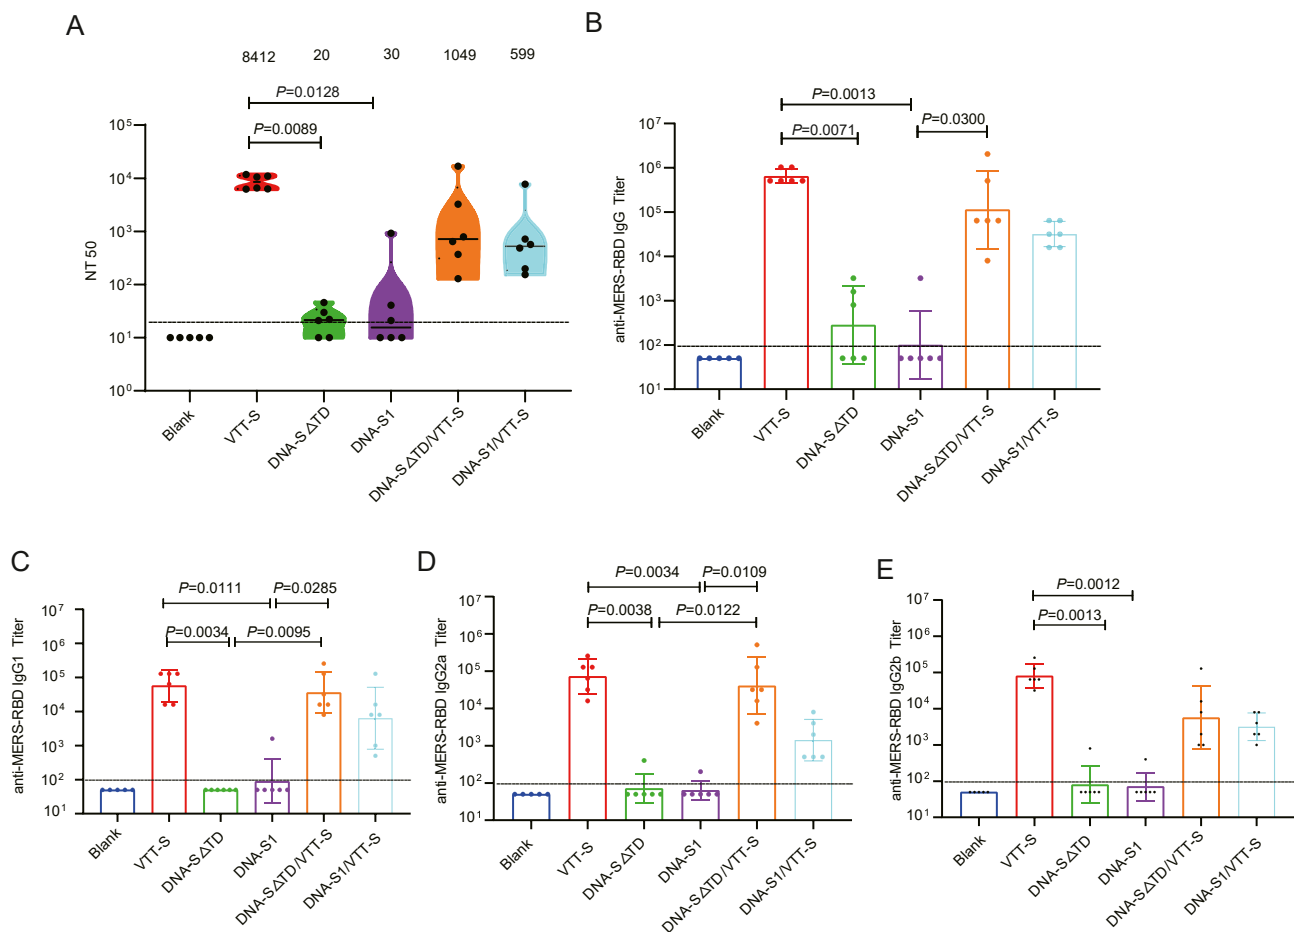 A
8412 20 30 1049 599
P=0.0128
P=0.0089
NT 50
10^5
10^4
10^3
10^2
10^1
10^0
Blank
VTT-S
DNA-SΔTD
DNA-S1
DNA-SΔTD/VTT-S
DNA-S1/VTT-S
B
P=0.0013
P=0.0071
P=0.0300
anti-MERS-RBD IgG Titer
10^7
10^6
10^5
10^4
10^3
10^2
10^1
Blank
VTT-S
DNA-SΔTD
DNA-S1
DNA-SΔTD/VTT-S
DNA-S1/VTT-S
C
P=0.0111
P=0.0285
P=0.0034
P=0.0095
anti-MERS-RBD IgG1 Titer
10^7
10^6
10^5
10^4
10^3
10^2
10^1
Blank
VTT-S
DNA-SΔTD
DNA-S1
DNA-SΔTD/VTT-S
DNA-S1/VTT-S
D
P=0.0034
P=0.0109
P=0.0038
P=0.0122
anti-MERS-RBD IgG2a Titer
10^7
10^6
10^5
10^4
10^3
10^2
10^1
Blank
VTT-S
DNA-SΔTD
DNA-S1
DNA-SΔTD/VTT-S
DNA-S1/VTT-S
E
P=0.0012
P=0.0013
anti-MERS-RBD IgG2b Titer
10^7
10^6
10^5
10^4
10^3
10^2
10^1
Blank
VTT-S
DNA-SΔTD
DNA-S1
DNA-SΔTD/VTT-S
DNA-S1/VTT-S